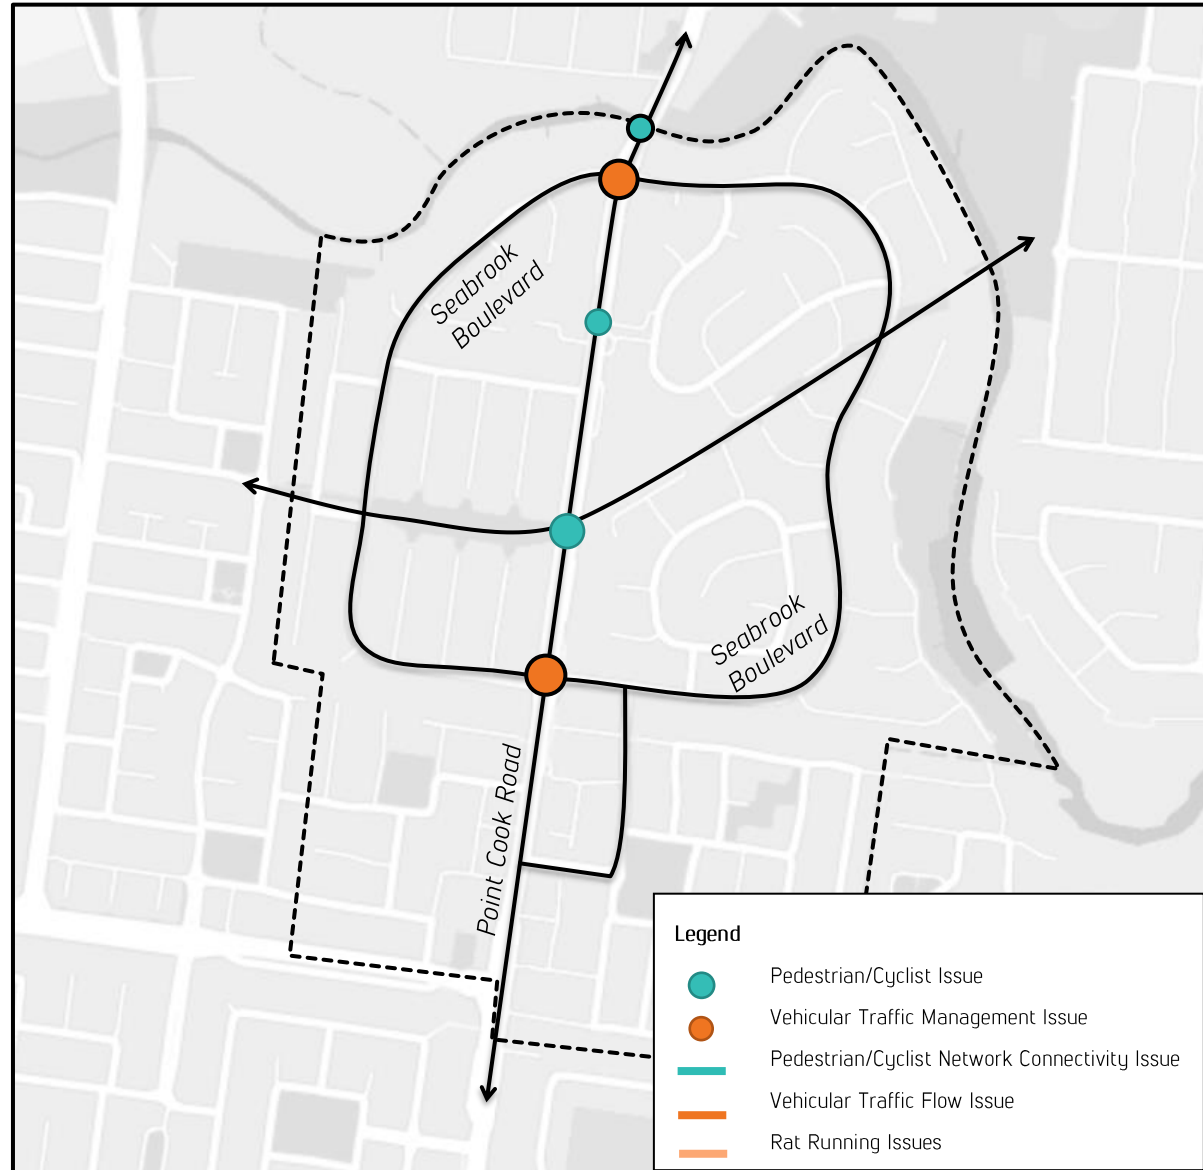 Seabrook
Boulevard
Seabrook
Boulevard
Point Cook Road
Legend
Pedestrian/Cyclist Issue
Vehicular Traffic Management Issue
Pedestrian/Cyclist Network Connectivity Issue
Vehicular Traffic Flow Issue
Rat Running Issues